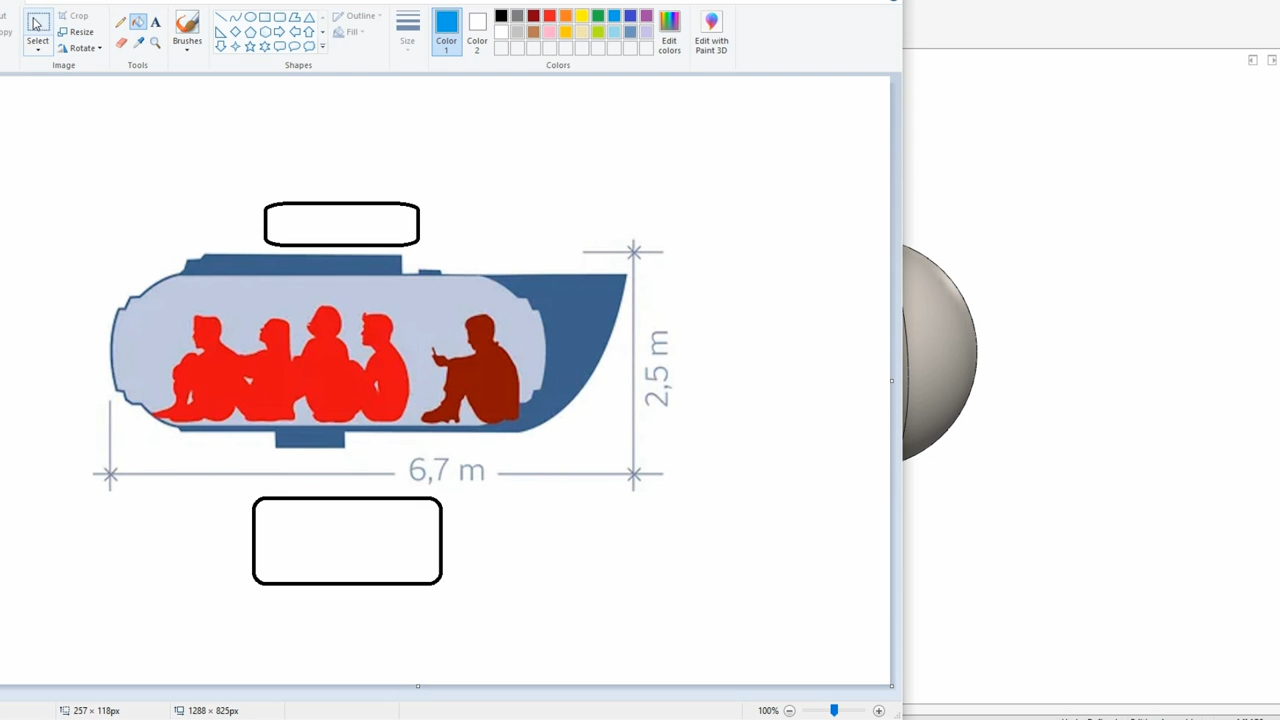 Select
Crop
Resize
Rotate
Image
A
Tools
Brushes
Outline
Fill
Shapes
Size
Color
1
Color
2
Edit
colors
Edit with
Paint 3D
Colors
2,5 m
6,7 m
257 × 118px
1288 × 825px
100%